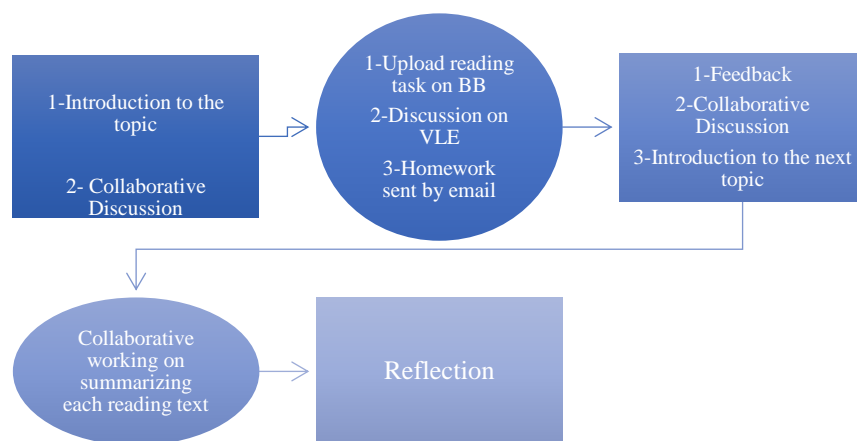 1-Introduction to the
topic
2- Collaborative
Discussion
1-Upload reading
task on BB
2-Discussion on
VLE
3-Homework
sent by email
1-Feedback
2-Collaborative
Discussion
3-Introduction to the next
topic
Collaborative
working on
summarizing
each reading text
Reflection